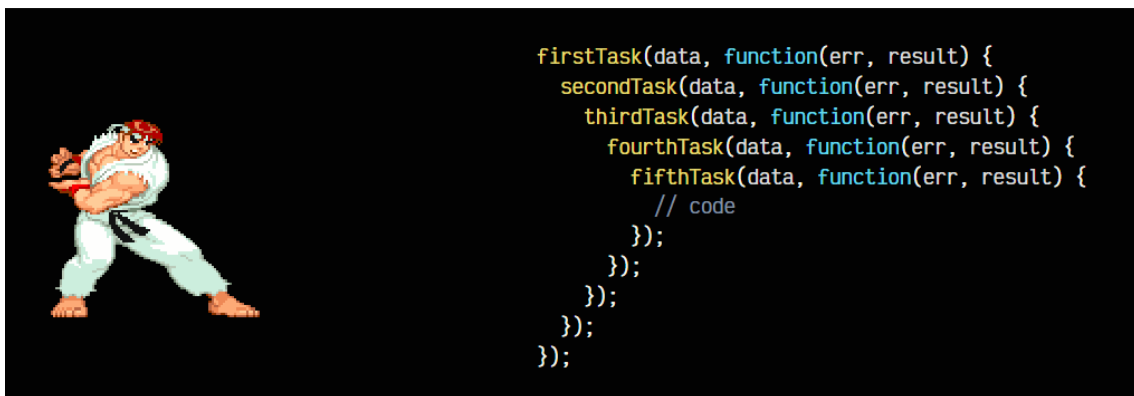 firstTask(data, function(err, result) {
  secondTask(data, function(err, result) {
    thirdTask(data, function(err, result) {
      fourthTask(data, function(err, result) {
        fifthTask(data, function(err, result) {
          // code
        });
      });
    });
  });
});